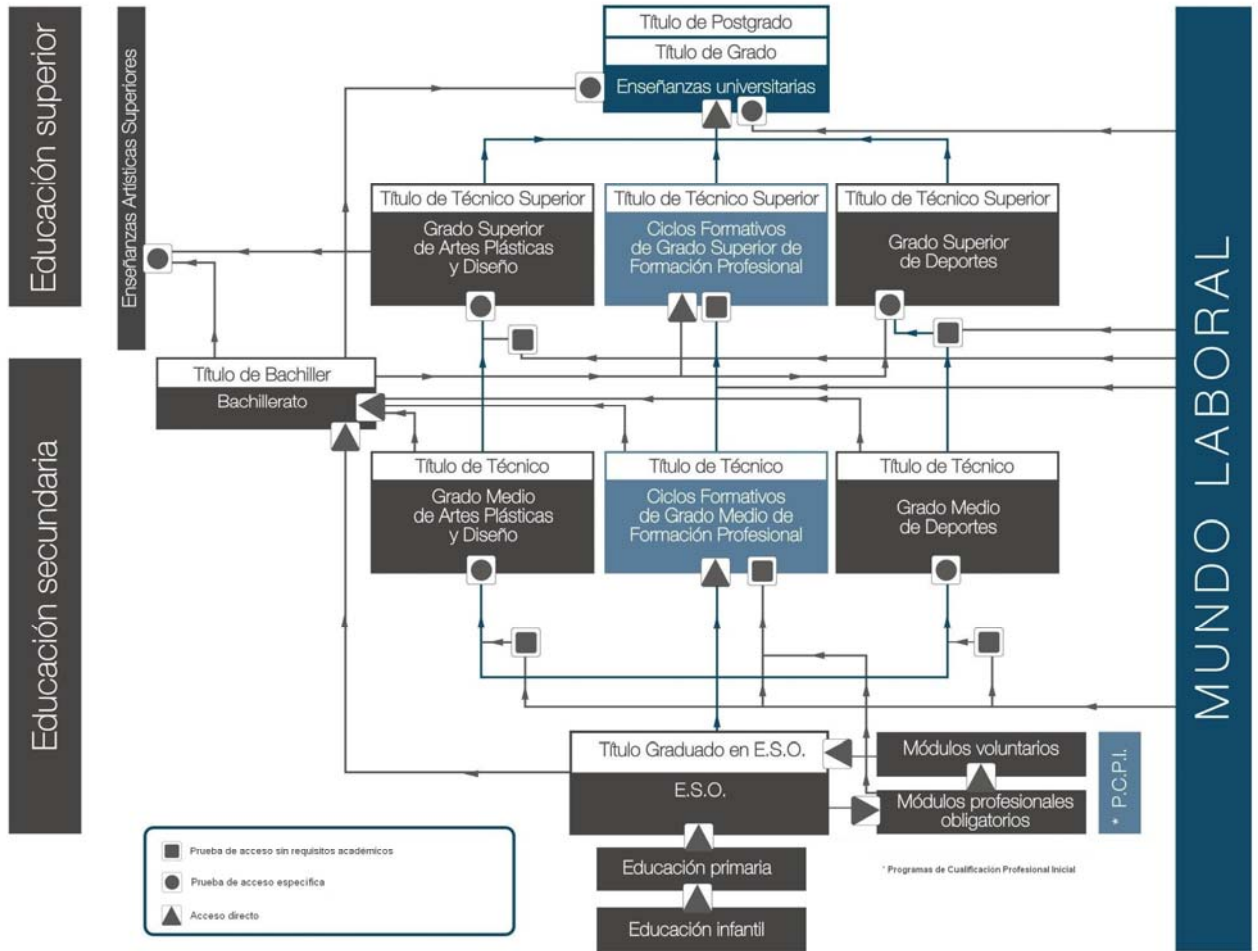 Educación superior
Enseñanzas Artísticas Superiores
Título de Postgrado
Título de Grado
Enseñanzas universitarias
Título de Técnico Superior
Grado Superior
de Artes Plásticas
y Diseño
Título de Técnico Superior
Ciclos Formativos
de Grado Superior de
Formación Profesional
Título de Técnico Superior
Grado Superior
de Deportes
MUNDO LABORAL
Educación secundaria
Título de Bachiller
Bachillerato
Título de Técnico
Grado Medio
de Artes Plásticas
y Diseño
Título de Técnico
Ciclos Formativos
de Grado Medio de
Formación Profesional
Título de Técnico
Grado Medio
de Deportes
Título Graduado en E.S.O.
E.S.O.
Módulos voluntarios
Módulos profesionales
obligatorios
* P.C.P.I.
Educación primaria
Educación infantil
Prueba de acceso sin requisitos académicos
Prueba de acceso específica
Acceso directo
* Programas de Cualificación Profesional Inicial